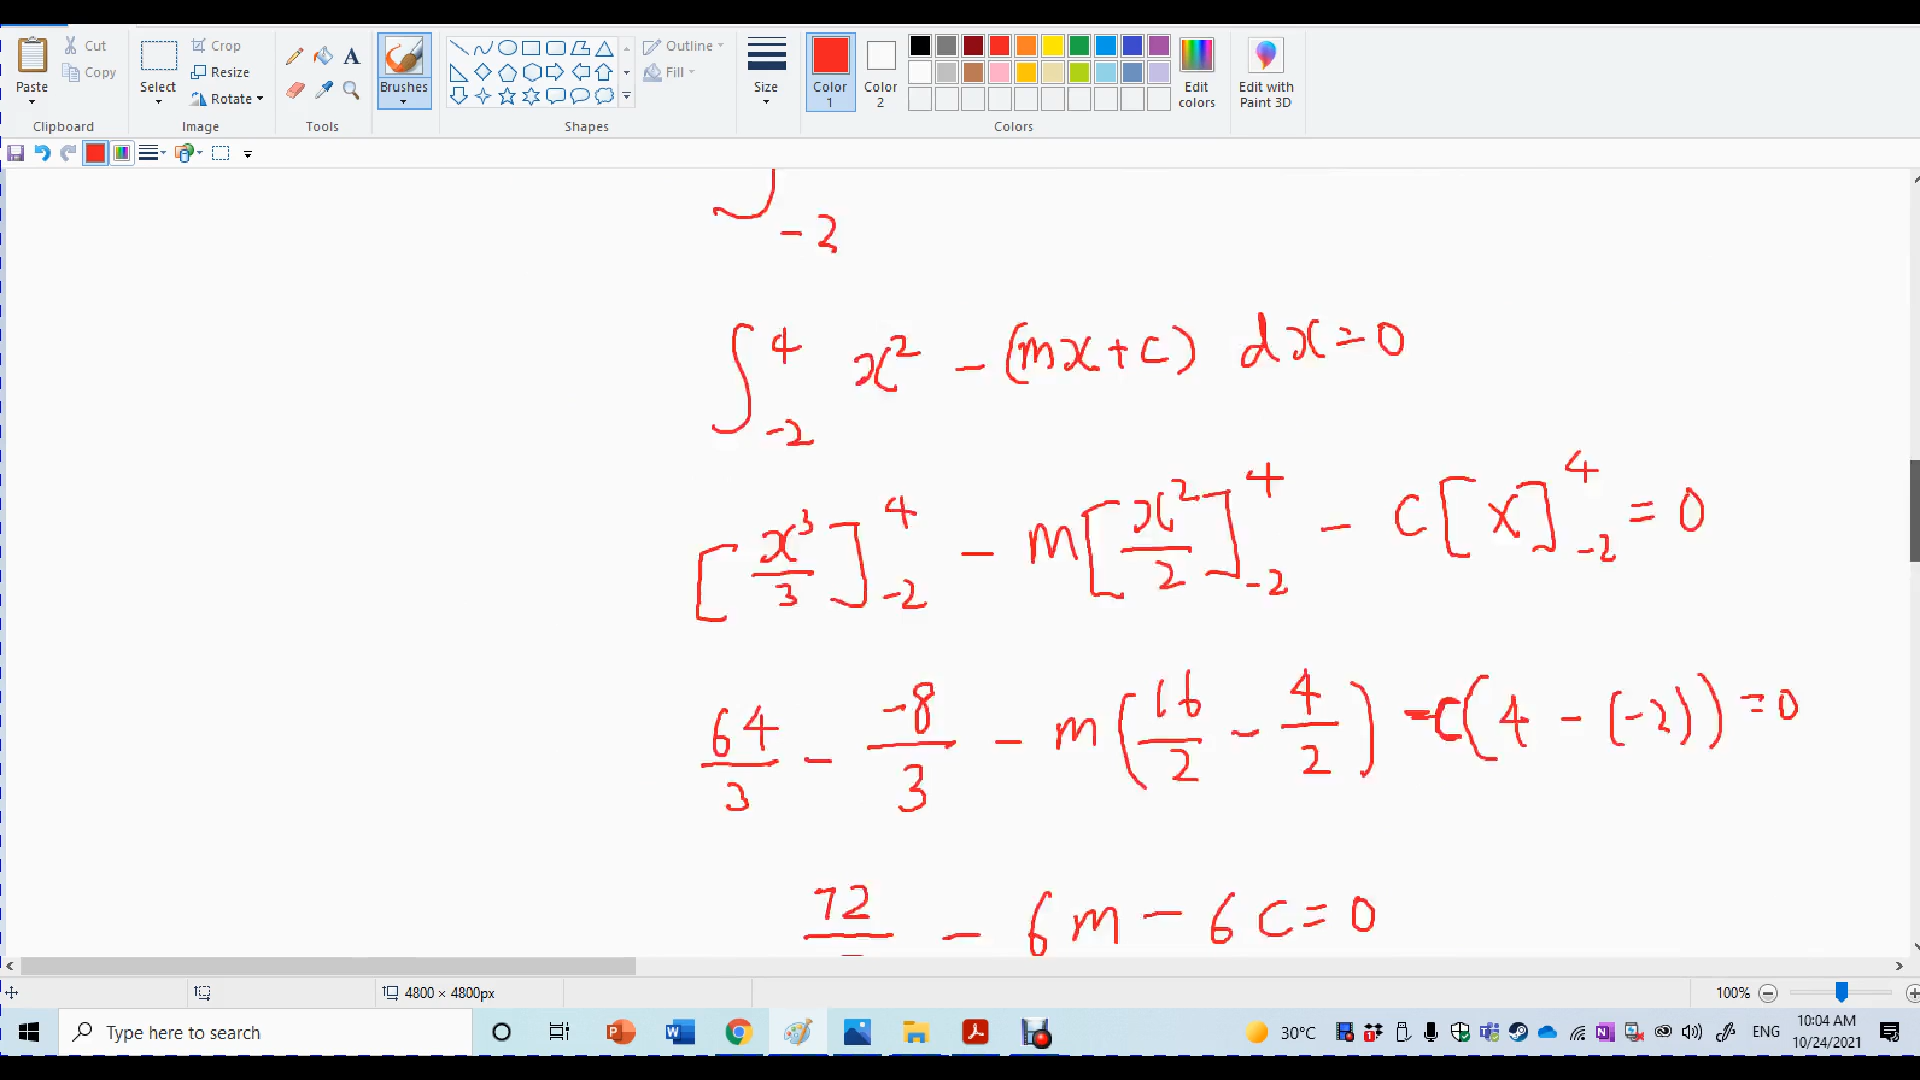 Paste
Cut
Copy
Clipboard
Select
Crop
Resize
Rotate
Image
Tools
A
Brushes
Shapes
Outline
Fill
Size
Color 1
Color 2
Colors
Edit colors
Edit with Paint 3D
∫ -2
∫_{-2}^{4} x² - (mx+c) dx = 0
[x³/3]_{-2}^{4} - m[x²/2]_{-2}^{4} - c[x]_{-2}^{4} = 0
64/3 - -8/3 - m(16/2 - 4/2) - c(4 - (-2)) = 0
72 - 6m - 6c = 0
4800 × 4800px
100%
Type here to search
30°C
ENG
10:04 AM
10/24/2021